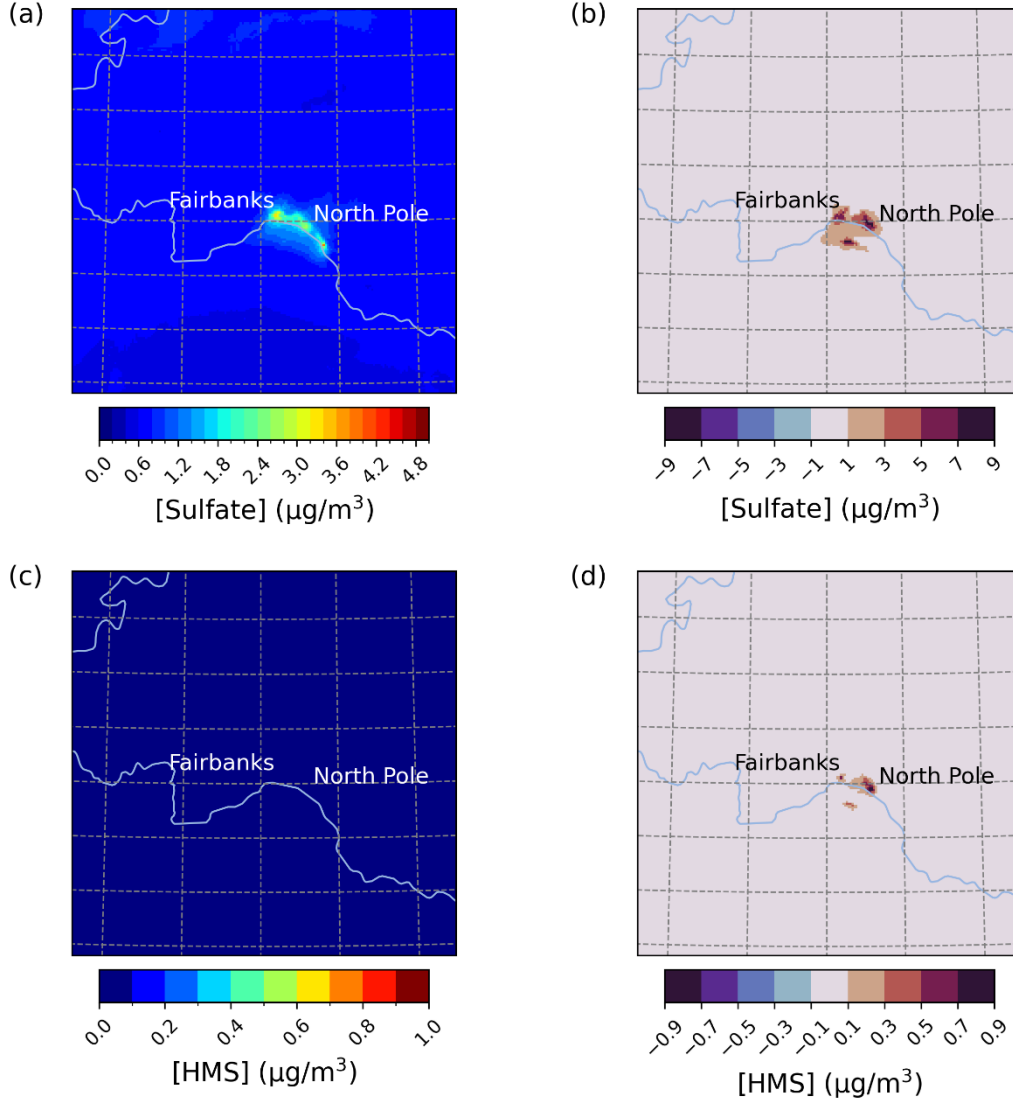 (a)
Fairbanks
North Pole
0.0 0.6 1.2 1.8 2.4 3.0 3.6 4.2 4.8
[Sulfate] (μg/m³)
(b)
Fairbanks
North Pole
−9 −7 −5 −3 −1 1 3 5 7 9
[Sulfate] (μg/m³)
(c)
Fairbanks
North Pole
0.0 0.2 0.4 0.6 0.8 1.0
[HMS] (μg/m³)
(d)
Fairbanks
North Pole
−0.9 −0.7 −0.5 −0.3 −0.1 0.1 0.3 0.5 0.7 0.9
[HMS] (μg/m³)